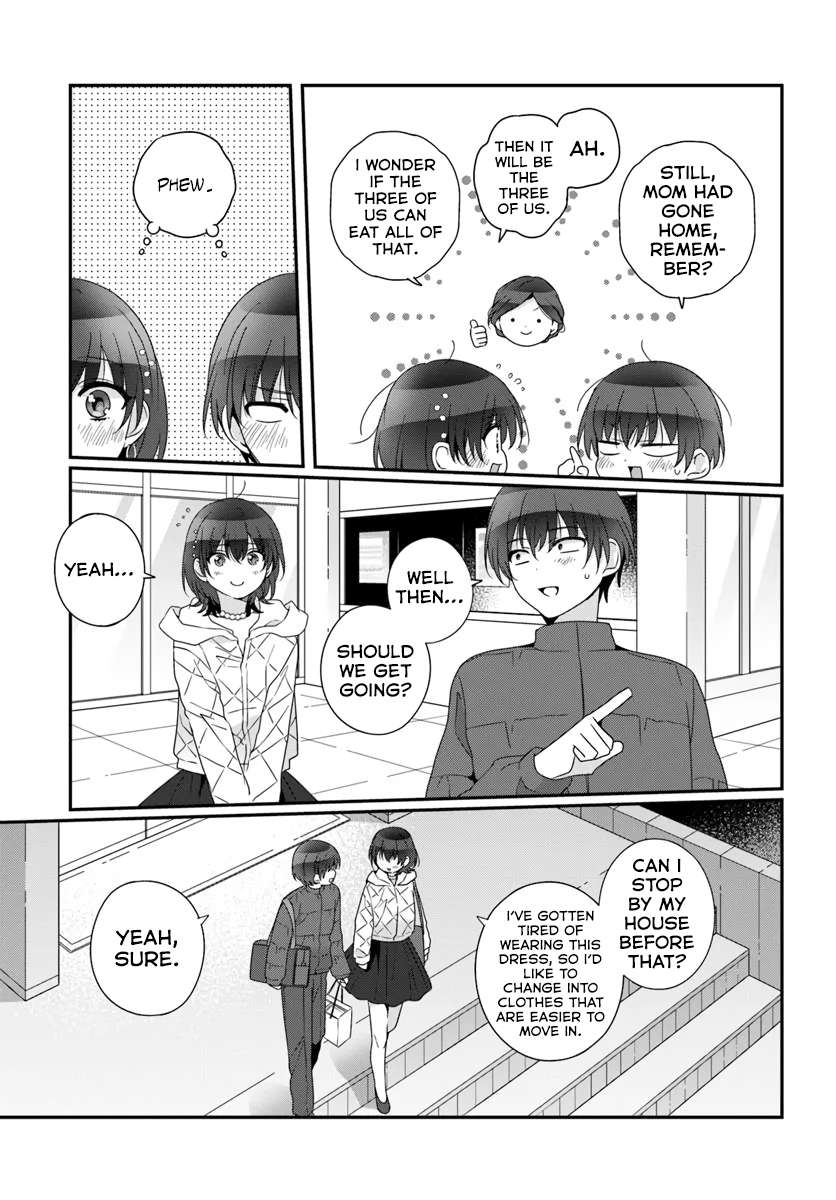 STILL,
MOM HAD
GONE
HOME,
REMEM-
BER?
AH.
THEN IT
WILL BE
THE
THREE
OF US.
I WONDER
IF THE
THREE OF
US CAN
EAT ALL OF
THAT.
PHEW.
WELL
THEN...
SHOULD
WE GET
GOING?
YEAH...
CAN I
STOP
BY MY
HOUSE
BEFORE
THAT?
I'VE GOTTEN
TIRED OF
WEARING THIS
DRESS, SO I'D
LIKE TO
CHANGE INTO
CLOTHES THAT
ARE EASIER TO
MOVE IN.
YEAH,
SURE.